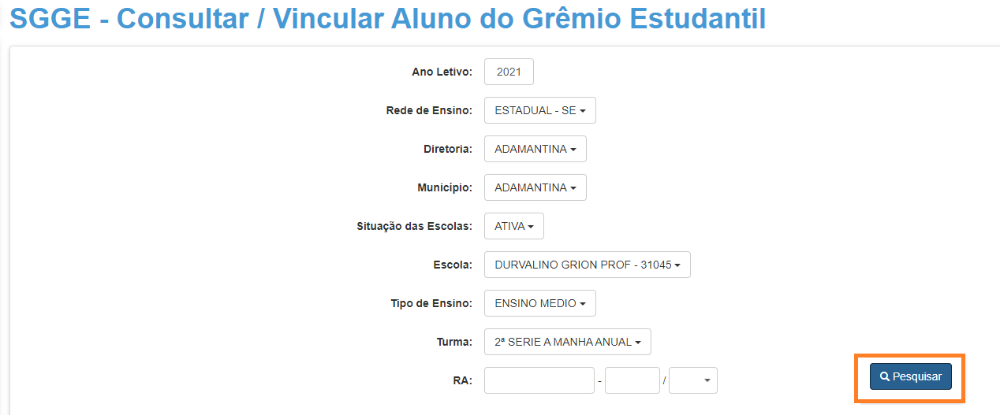 SGGE - Consultar / Vincular Aluno do Grêmio Estudantil
Ano Letivo: 2021
Rede de Ensino: ESTADUAL - SE
Diretoria: ADAMANTINA
Município: ADAMANTINA
Situação das Escolas: ATIVA
Escola: DURVALINO GRION PROF - 31045
Tipo de Ensino: ENSINO MEDIO
Turma: 2ª SERIE A MANHA ANUAL
RA: - / Pesquisar